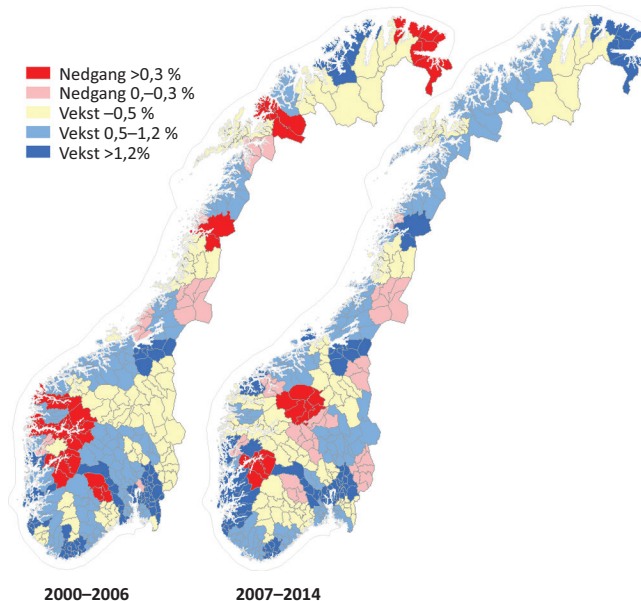 Nedgang >0,3 %
Nedgang 0,–0,3 %
Vekst –0,5 %
Vekst 0,5–1,2 %
Vekst >1,2%
2000–2006
2007–2014